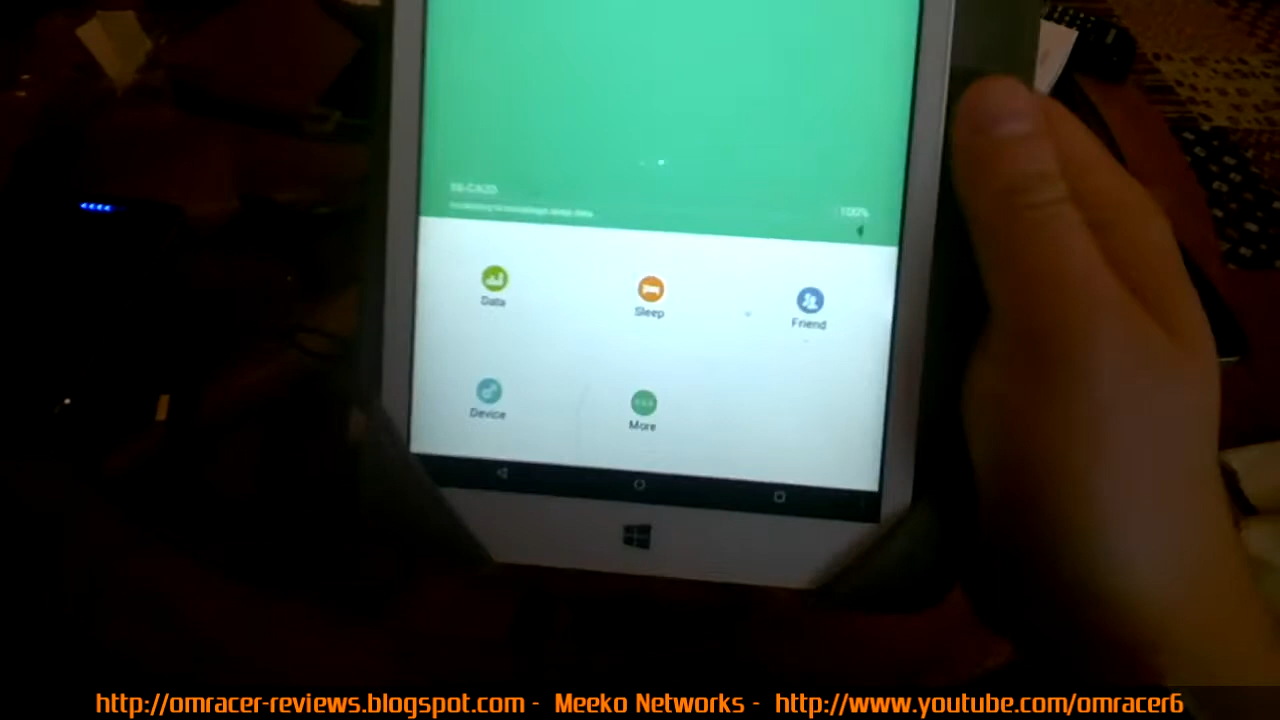 100%
Data
Sleep
Friend
Device
More
http://omracer-reviews.blogspot.com - Meeko Networks - http://www.youtube.com/omracer6